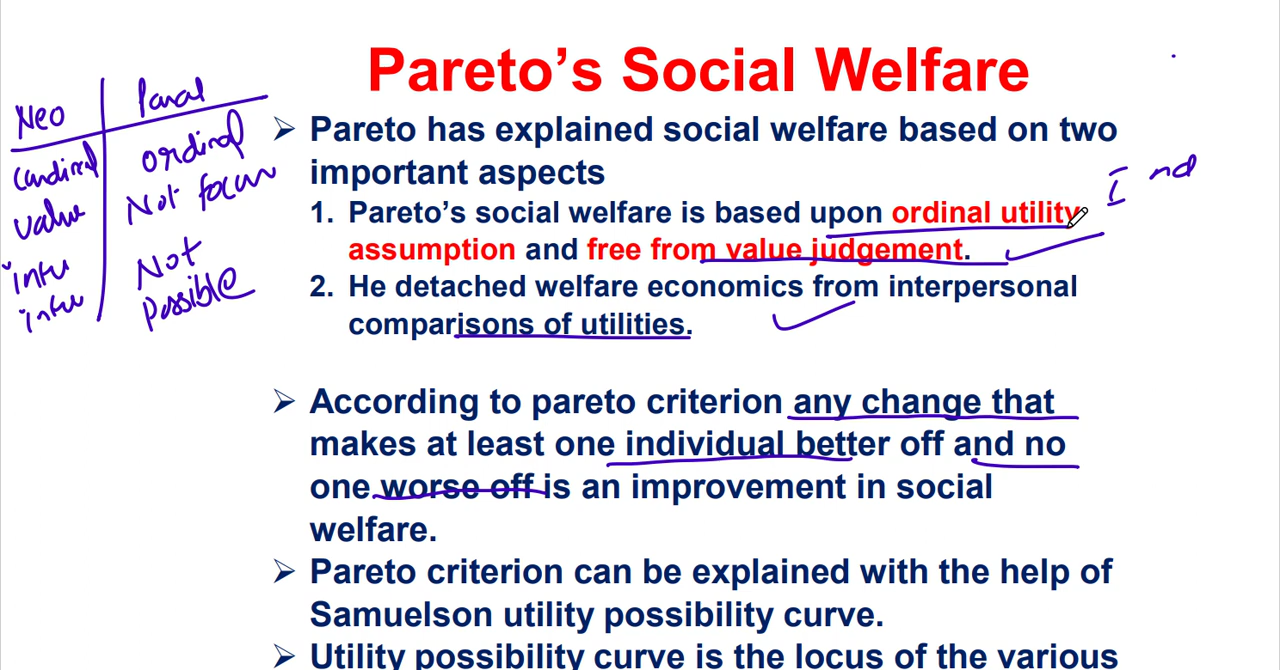 Pareto’s Social Welfare
Neo Paral
➢ Pareto has explained social welfare based on two
important aspects
Cardinal ordinal
value Not focus
I nd
1. Pareto’s social welfare is based upon ordinal utility
assumption and free from value judgement.
inter Not
inter possible
2. He detached welfare economics from interpersonal
comparisons of utilities.
➢ According to pareto criterion any change that
makes at least one individual better off and no
one worse off is an improvement in social
welfare.
➢ Pareto criterion can be explained with the help of
Samuelson utility possibility curve.
➢ Utility possibility curve is the locus of the various